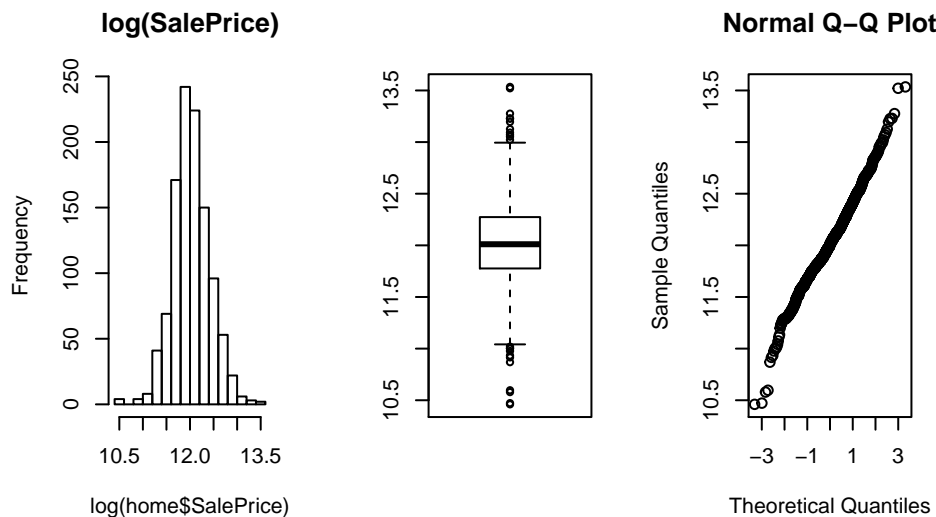 log(SalePrice)
Frequency
0
50
100
150
200
250
10.5 12.0 13.5
log(home$SalePrice)
10.5
11.5
12.5
13.5
Normal Q−Q Plot
Sample Quantiles
10.5
11.5
12.5
13.5
−3 −1 1 3
Theoretical Quantiles